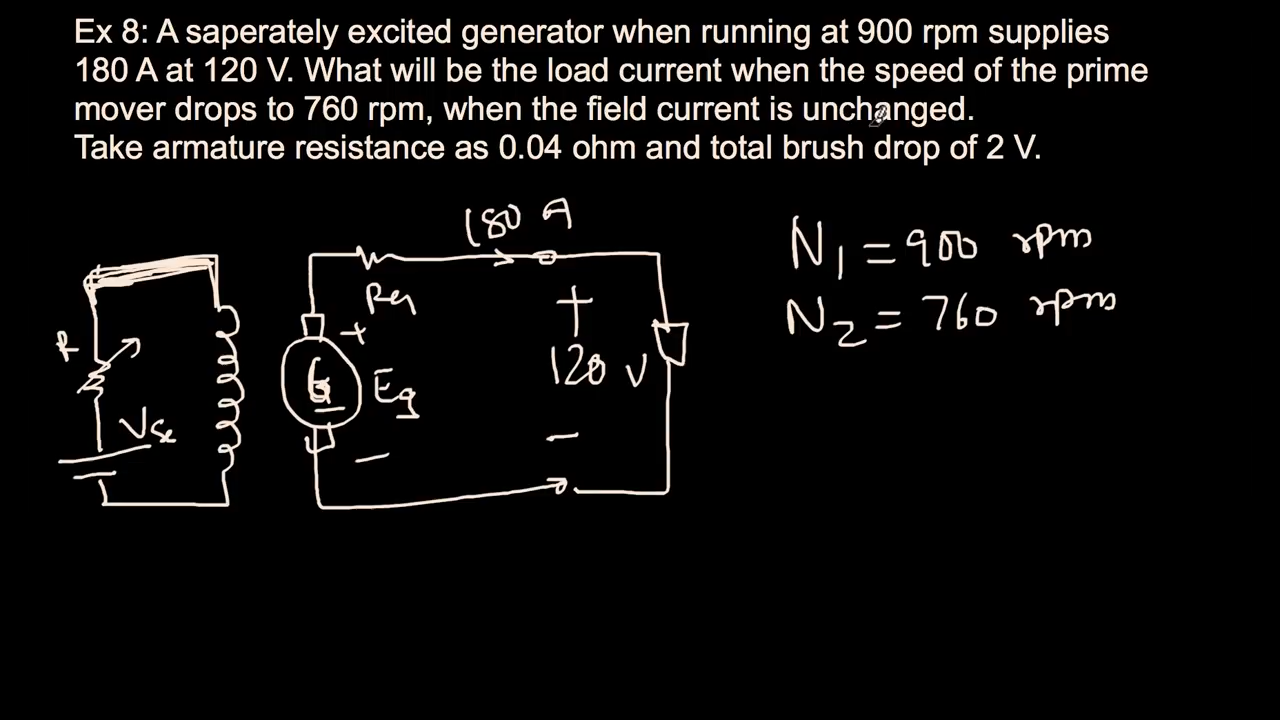 Ex 8: A saperately excited generator when running at 900 rpm supplies
180 A at 120 V. What will be the load current when the speed of the prime
mover drops to 760 rpm, when the field current is unchanged.
Take armature resistance as 0.04 ohm and total brush drop of 2 V.
180 A
N1 = 900 rpm
N2 = 760 rpm
Ra
R
+
+
G
Eg
120 V
Vse
-
-